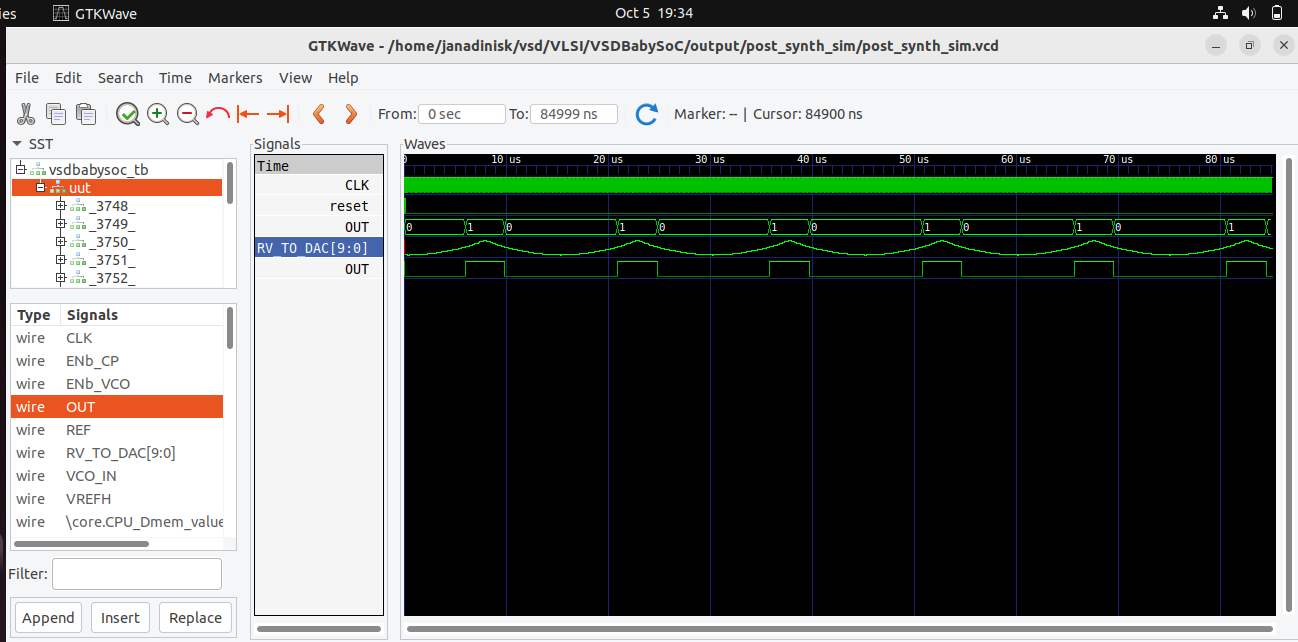 ies GTKWave Oct 5 19:34
GTKWave - /home/janadinisk/vsd/VLSI/VSDBabySoC/output/post_synth_sim/post_synth_sim.vcd
File Edit Search Time Markers View Help
From: 0 sec To: 84999 ns Marker: -- | Cursor: 84900 ns
SST
vsdbabysoc_tb
uut
_3748_
_3749_
_3750_
_3751_
_3752_
Type Signals
wire CLK
wire ENb_CP
wire ENb_VCO
wire OUT
wire REF
wire RV_TO_DAC[9:0]
wire VCO_IN
wire VREFH
wire \core.CPU_Dmem_value
Filter:
Append Insert Replace
Signals
Time
CLK
reset
OUT
RV_TO_DAC[9:0]
OUT
Waves
0 10 us 20 us 30 us 40 us 50 us 60 us 70 us 80 us
0 1 0 1 0 1 0 1 0 1 0 1